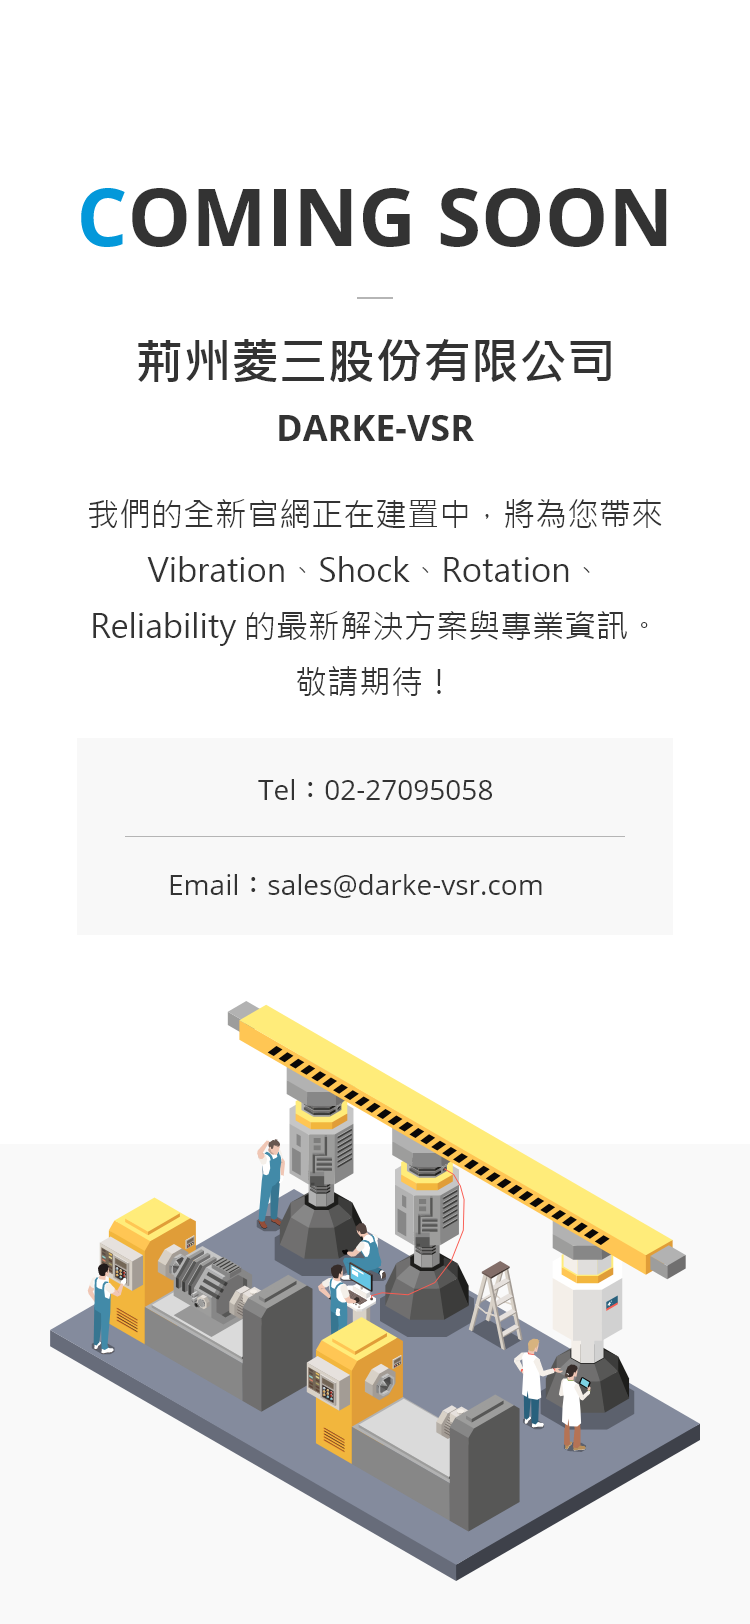 COMING SOON
荊州菱三股份有限公司
DARKE-VSR
我們的全新官網正在建置中，將為您帶來
Vibration、Shock、Rotation、
Reliability 的最新解決方案與專業資訊。
敬請期待！
Tel：02-27095058
Email：sales@darke-vsr.com